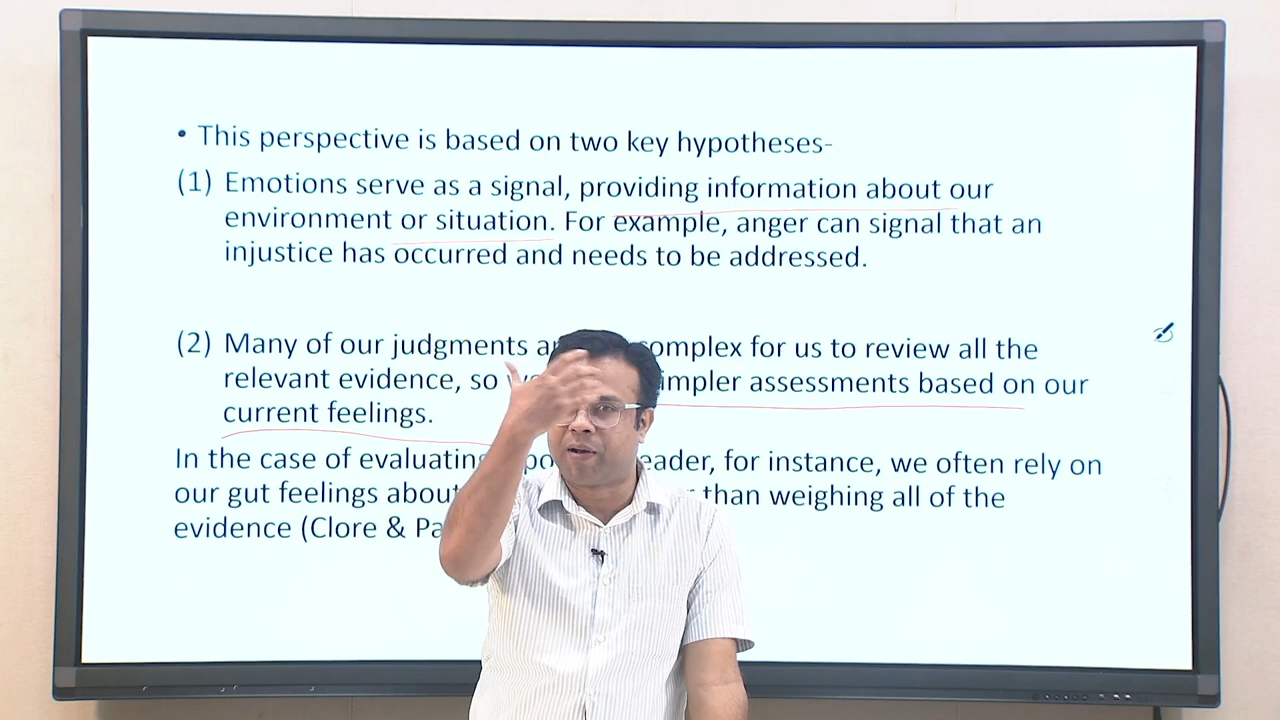 • This perspective is based on two key hypotheses-
(1) Emotions serve as a signal, providing information about our
environment or situation. For example, anger can signal that an
injustice has occurred and needs to be addressed.
(2) Many of our judgments complex for us to review all the
relevant evidence, so simpler assessments based on our
current feelings.
In the case of evaluating leader, for instance, we often rely on
our gut feelings about than weighing all of the
evidence (Clore &